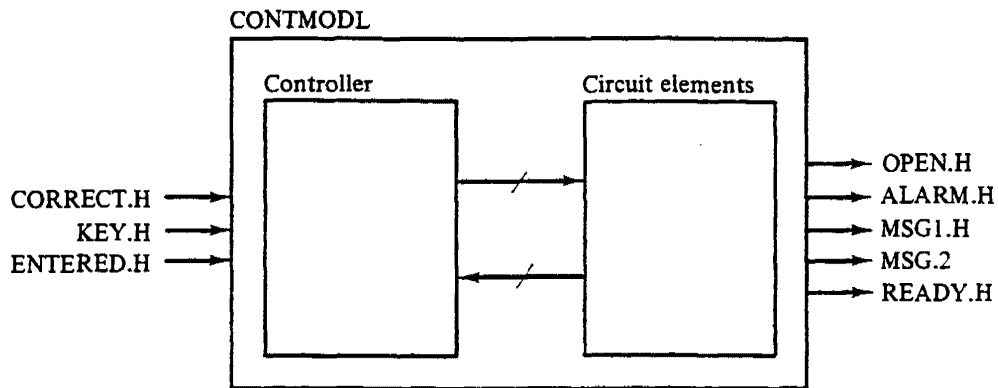 CONTMODL
Controller
Circuit elements
CORRECT.H
KEY.H
ENTERED.H
OPEN.H
ALARM.H
MSG1.H
MSG.2
READY.H